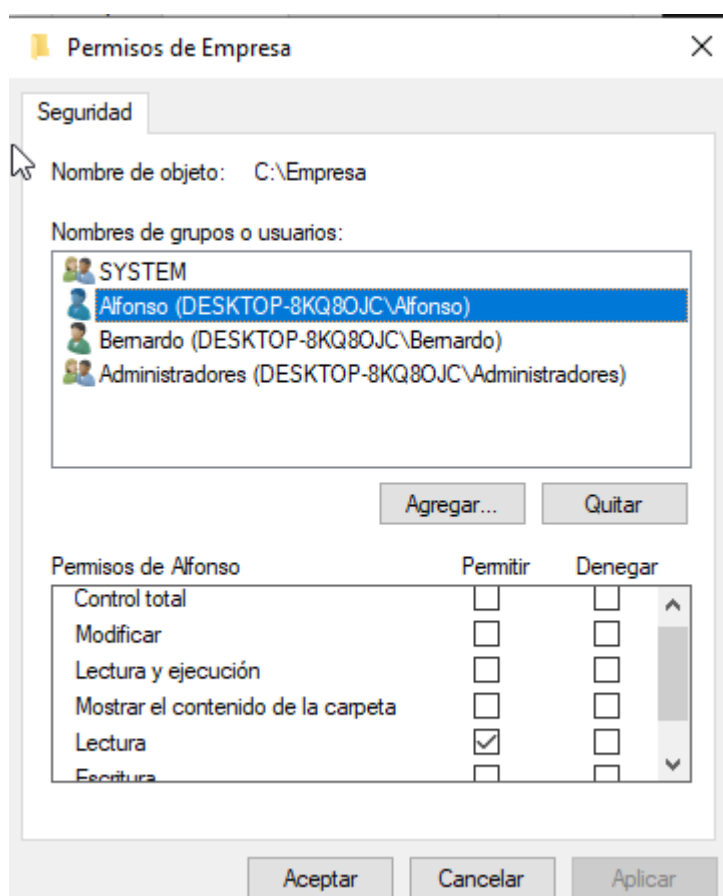 Permisos de Empresa
Seguridad
Nombre de objeto: C:\Empresa
Nombres de grupos o usuarios:
SYSTEM
Alfonso (DESKTOP-8KQ8OJC\Alfonso)
Bernardo (DESKTOP-8KQ8OJC\Bernardo)
Administradores (DESKTOP-8KQ8OJC\Administradores)
Agregar... Quitar
Permisos de Alfonso Permitir Denegar
Control total
Modificar
Lectura y ejecución
Mostrar el contenido de la carpeta
Lectura
Escritura
Aceptar Cancelar Aplicar